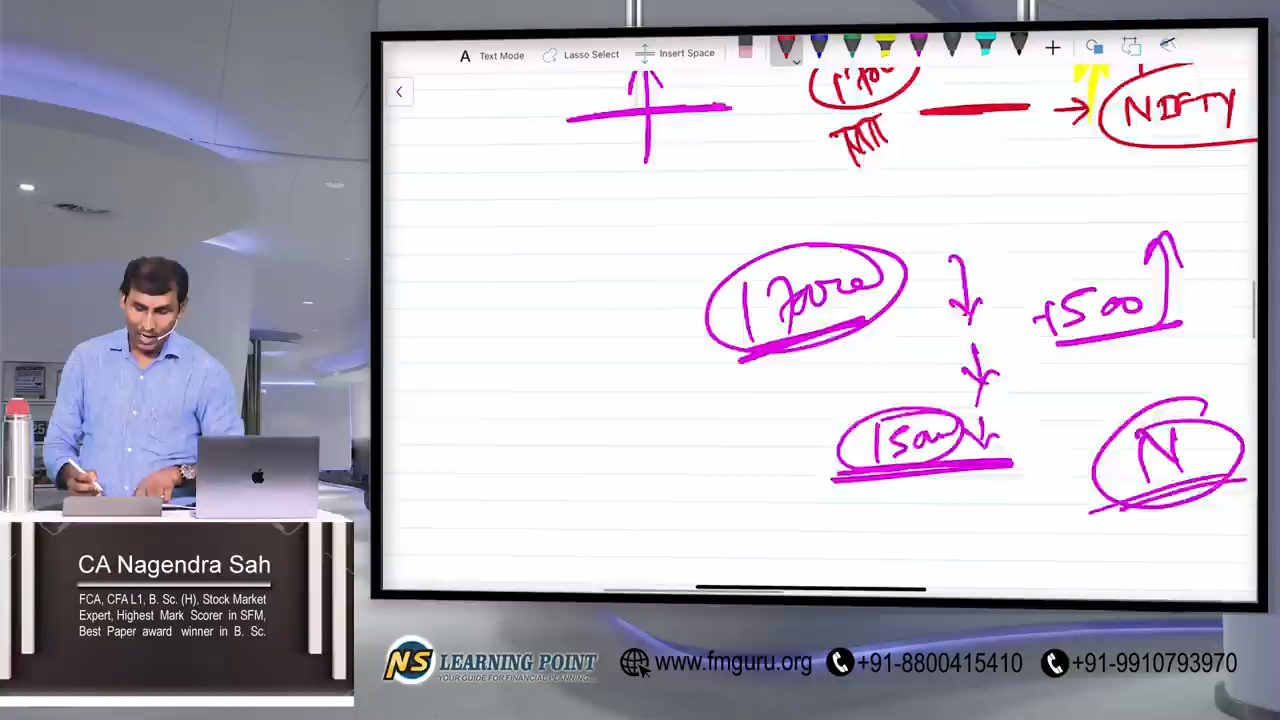 A Text Mode Lasso Select Insert Space
NIFTY
17000
+500
1500
N
CA Nagendra Sah
FCA, CFA L1, B. Sc. (H), Stock Market
Expert, Highest Mark Scorer in SFM,
Best Paper award winner in B. Sc.
NS LEARNING POINT
YOUR GUIDE FOR FINANCIAL PLANNING...
www.fmguru.org +91-8800415410 +91-9910793970